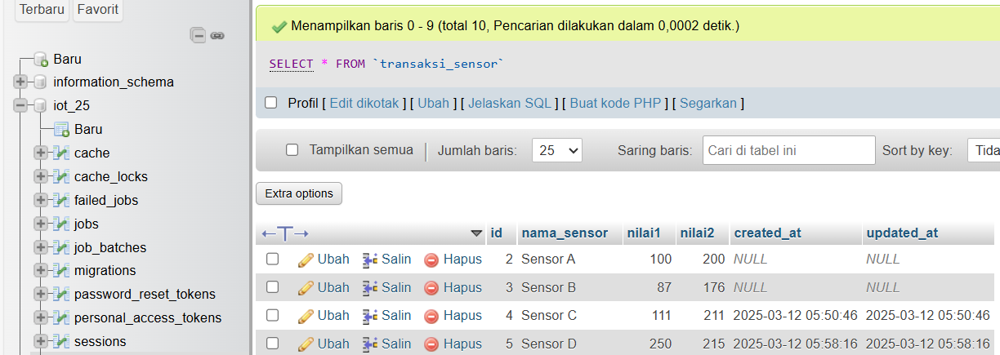 Terbaru Favorit
Baru
information_schema
iot_25
Baru
cache
cache_locks
failed_jobs
jobs
job_batches
migrations
password_reset_tokens
personal_access_tokens
sessions
Menampilkan baris 0 - 9 (total 10, Pencarian dilakukan dalam 0,0002 detik.)
SELECT * FROM `transaksi_sensor`
Profil [ Edit dikotak ] [ Ubah ] [ Jelaskan SQL ] [ Buat kode PHP ] [ Segarkan ]
Tampilkan semua Jumlah baris: 25 Saring baris: Cari di tabel ini Sort by key: Tida
Extra options
id nama_sensor nilai1 nilai2 created_at updated_at
Ubah Salin Hapus 2 Sensor A 100 200 NULL NULL
Ubah Salin Hapus 3 Sensor B 87 176 NULL NULL
Ubah Salin Hapus 4 Sensor C 111 211 2025-03-12 05:50:46 2025-03-12 05:50:46
Ubah Salin Hapus 5 Sensor D 250 215 2025-03-12 05:58:16 2025-03-12 05:58:16